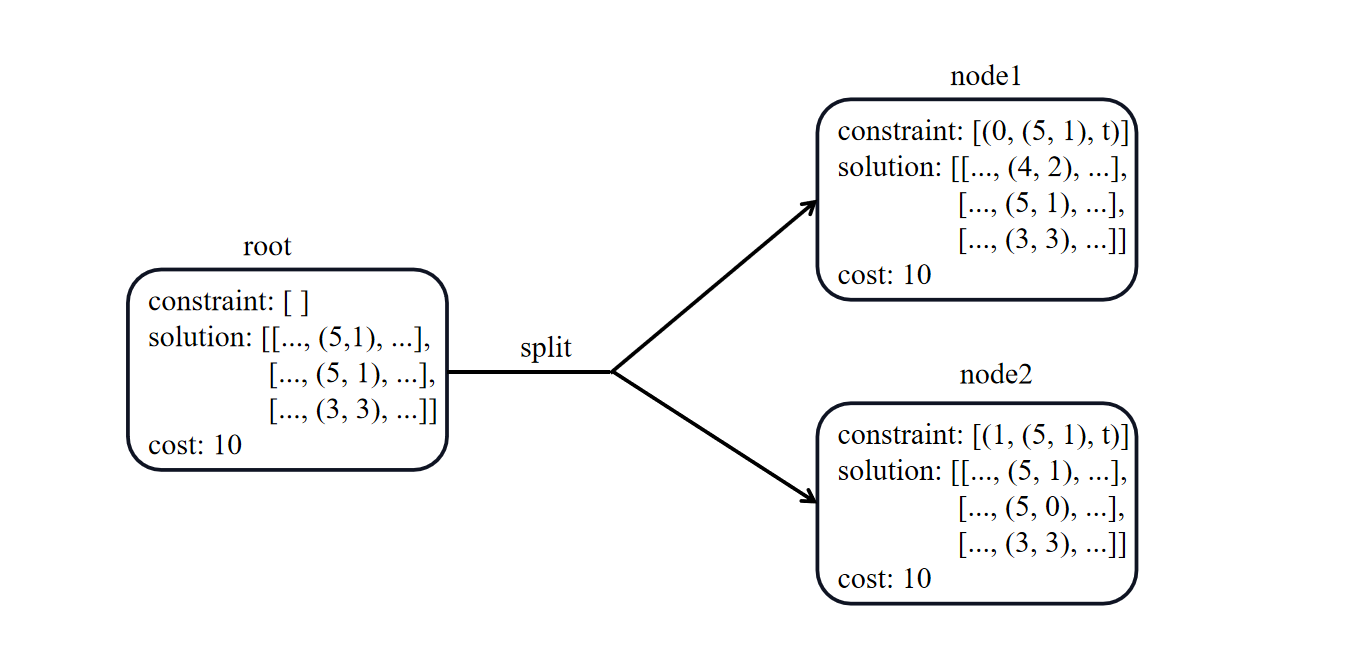 root
constraint: [ ]
solution: [[..., (5,1), ...],
[..., (5, 1), ...],
[..., (3, 3), ...]]
cost: 10
split
node1
constraint: [(0, (5, 1), t)]
solution: [[..., (4, 2), ...],
[..., (5, 1), ...],
[..., (3, 3), ...]]
cost: 10
node2
constraint: [(1, (5, 1), t)]
solution: [[..., (5, 1), ...],
[..., (5, 0), ...],
[..., (3, 3), ...]]
cost: 10